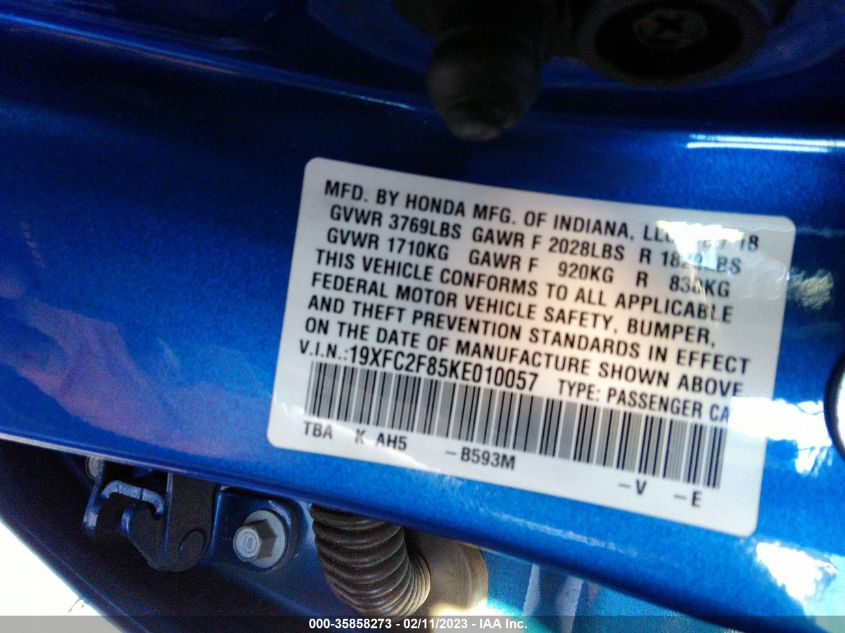 MFD. BY HONDA MFG. OF INDIANA, LLC 18
GVWR 3769LBS GAWR F 2028LBS R
GVWR 1710KG GAWR F 920KG R
THIS VEHICLE CONFORMS TO ALL APPLICABLE
FEDERAL MOTOR VEHICLE SAFETY, BUMPER,
AND THEFT PREVENTION STANDARDS IN EFFECT
ON THE DATE OF MANUFACTURE SHOWN ABOVE
V.I.N.:19XFC2F85KE010057 TYPE: PASSENGER CA
TBA K AH5 -B593M -V -E
000-35858273 - 02/11/2023 - IAA Inc.